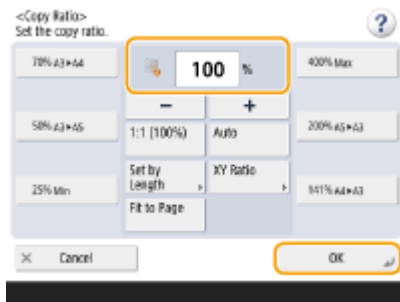 <Copy Ratio>
Set the copy ratio.
?
70% A3►A4
100 %
400% Max
− +
50% A3►A5
1:1 (100%)
Auto
200% A5►A3
25% Min
Set by
Length
XY Ratio
141% A4►A3
Fit to Page
× Cancel
OK